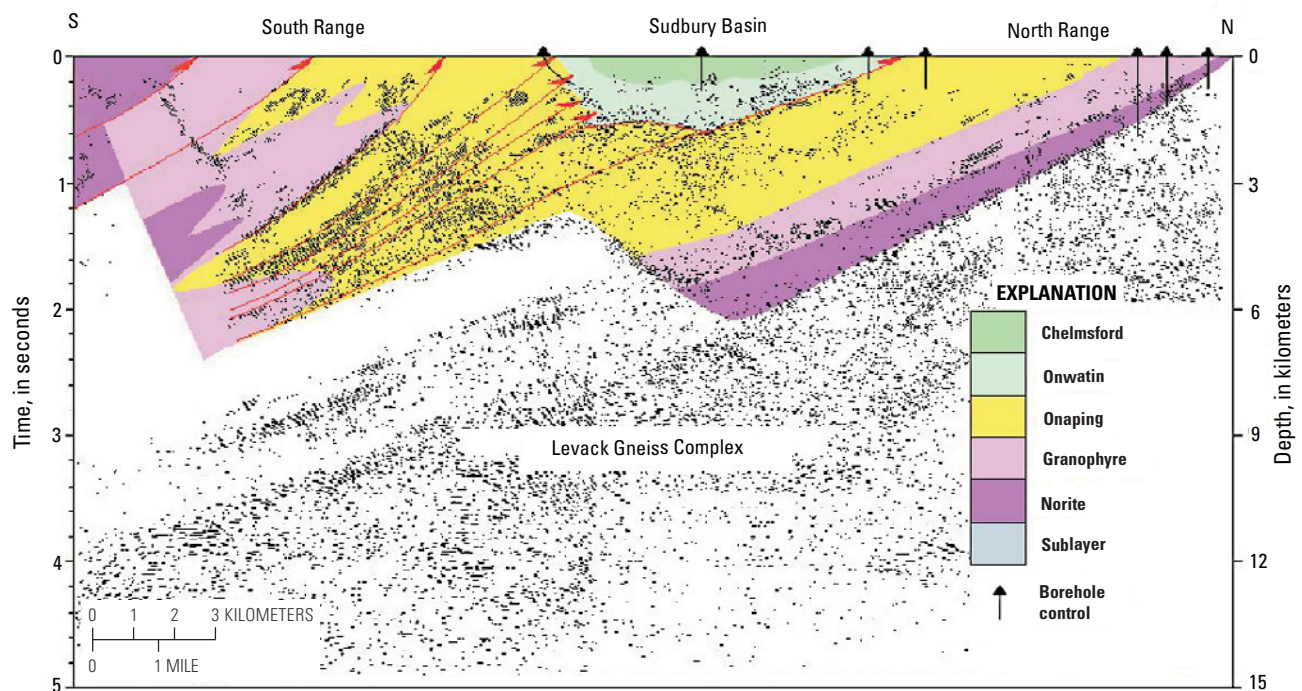 S
South Range
Sudbury Basin
North Range
N
0
1
2
3
4
5
Time, in seconds
0
3
6
9
12
15
Depth, in kilometers
Levack Gneiss Complex
EXPLANATION
Chelmsford
Onwatin
Onaping
Granophyre
Norite
Sublayer
Borehole
control
0 1 2 3 KILOMETERS
0 1 MILE